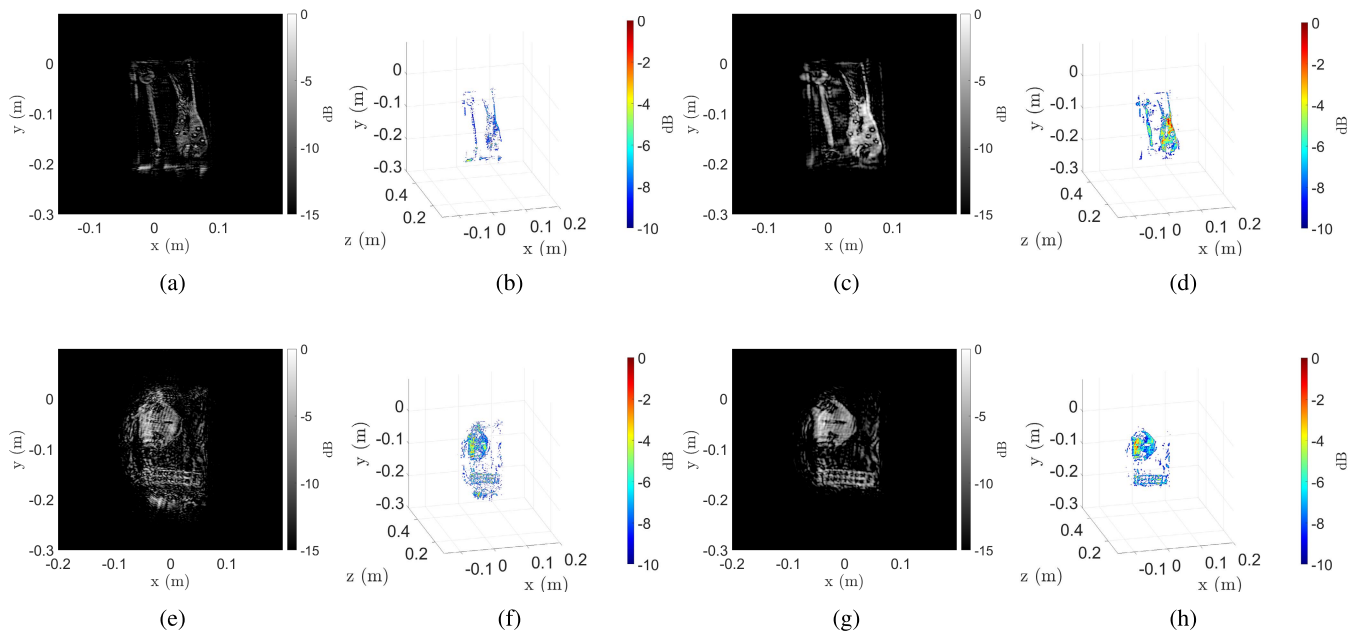 0
-0.1
-0.2
-0.3
y (m)
-0.1 0 0.1
x (m)
0
-5
-10
-15
dB
(a)
0
-0.1
-0.2
-0.3
y (m)
0.4
0.2
z (m)
-0.1 0 0.1 0.2
x (m)
0
-2
-4
-6
-8
-10
dB
(b)
0
-0.1
-0.2
-0.3
y (m)
-0.1 0 0.1
x (m)
0
-5
-10
-15
dB
(c)
0
-0.1
-0.2
-0.3
y (m)
0.4
0.2
z (m)
-0.1 0 0.1 0.2
x (m)
0
-2
-4
-6
-8
-10
dB
(d)
0
-0.1
-0.2
-0.3
y (m)
-0.2 -0.1 0 0.1
x (m)
0
-5
-10
-15
dB
(e)
0
-0.1
-0.2
-0.3
y (m)
0.4
0.2
z (m)
-0.1 0 0.1 0.2
x (m)
0
-2
-4
-6
-8
-10
dB
(f)
0
-0.1
-0.2
-0.3
y (m)
-0.1 0 0.1
x (m)
0
-5
-10
-15
dB
(g)
0
-0.1
-0.2
-0.3
y (m)
0.4
0.2
z (m)
-0.1 0 0.1 0.2
x (m)
0
-2
-4
-6
-8
-10
dB
(h)